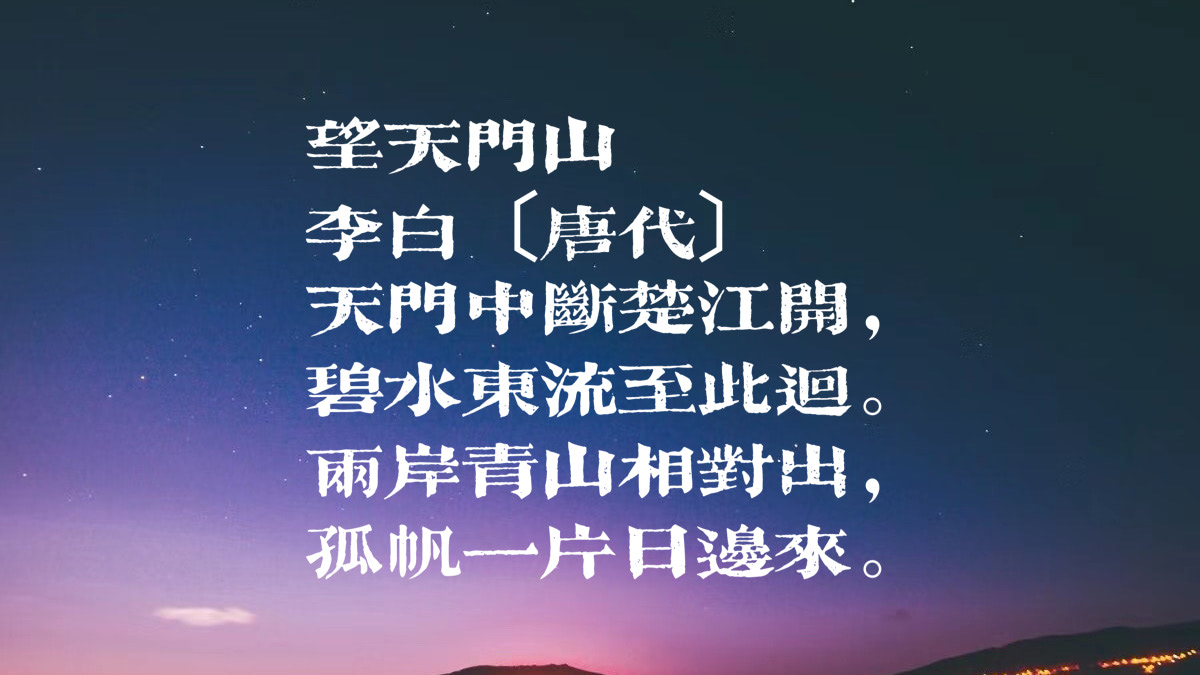 望天門山
李白〔唐代〕
天門中斷楚江開，
碧水東流至此迴。
兩岸青山相對出，
孤帆一片日邊來。